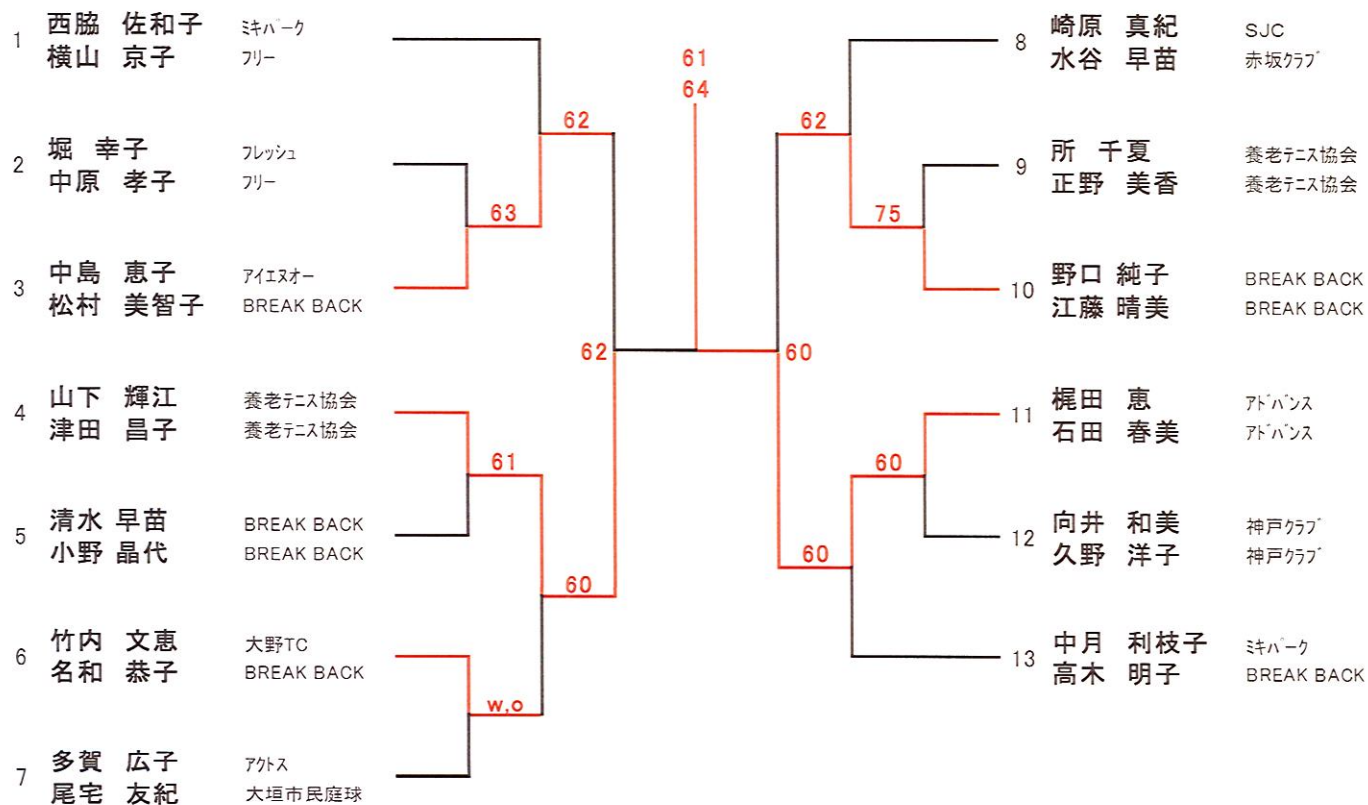 1 西脇 佐和子 ミキパーク
横山 京子 フリー
62
2 堀 幸子 フレッシュ
中原 孝子 フリー
63
3 中島 恵子 アイエヌオー
松村 美智子 BREAK BACK
62
4 山下 輝江 養老テニス協会
津田 昌子 養老テニス協会
61
5 清水 早苗 BREAK BACK
小野 晶代 BREAK BACK
60
6 竹内 文恵 大野TC
名和 恭子 BREAK BACK
w,o
7 多賀 広子 アクトス
尾宅 友紀 大垣市民庭球
61
64
8 崎原 真紀 SJC
水谷 早苗 赤坂クラブ
62
9 所 千夏 養老テニス協会
正野 美香 養老テニス協会
75
10 野口 純子 BREAK BACK
江藤 晴美 BREAK BACK
60
11 梶田 恵 アドバンス
石田 春美 アドバンス
60
12 向井 和美 神戸クラブ
久野 洋子 神戸クラブ
60
13 中月 利枝子 ミキパーク
高木 明子 BREAK BACK